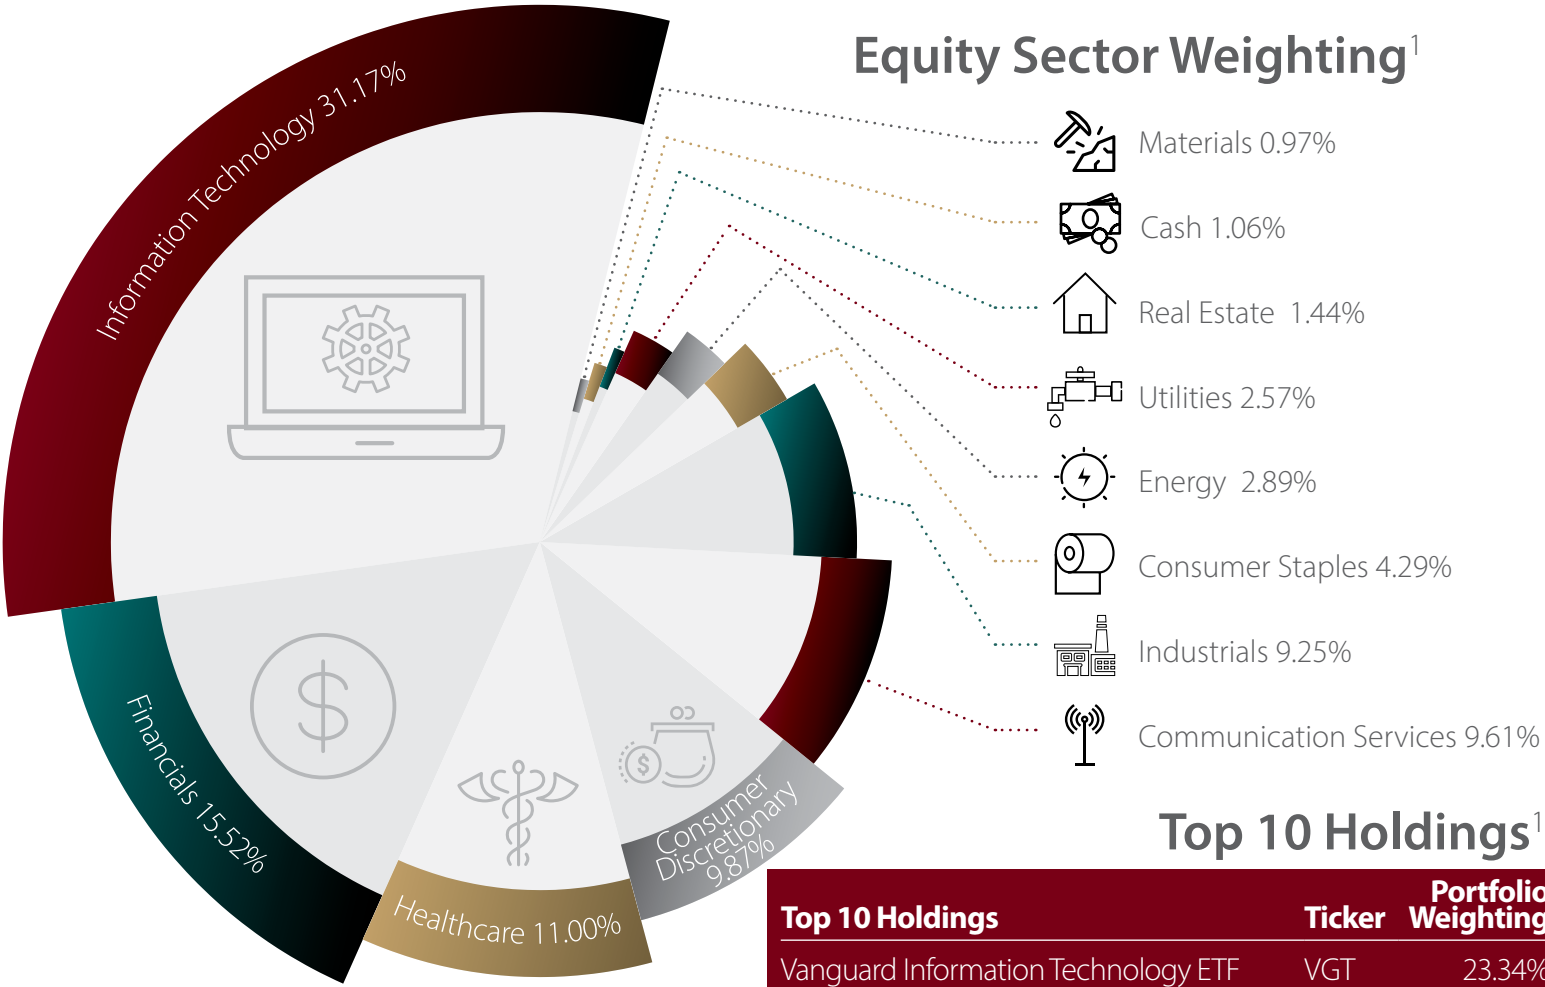 Equity Sector Weighting1
Information Technology 31.17%
Materials 0.97%
Cash 1.06%
Real Estate 1.44%
Utilities 2.57%
Energy 2.89%
Consumer Staples 4.29%
Industrials 9.25%
Communication Services 9.61%
Consumer
Discretionary
9.87%
Healthcare 11.00%
Financials 15.52%
Top 10 Holdings1
Top 10 Holdings Ticker Portfolio
Weighting
Vanguard Information Technology ETF VGT 23.34%